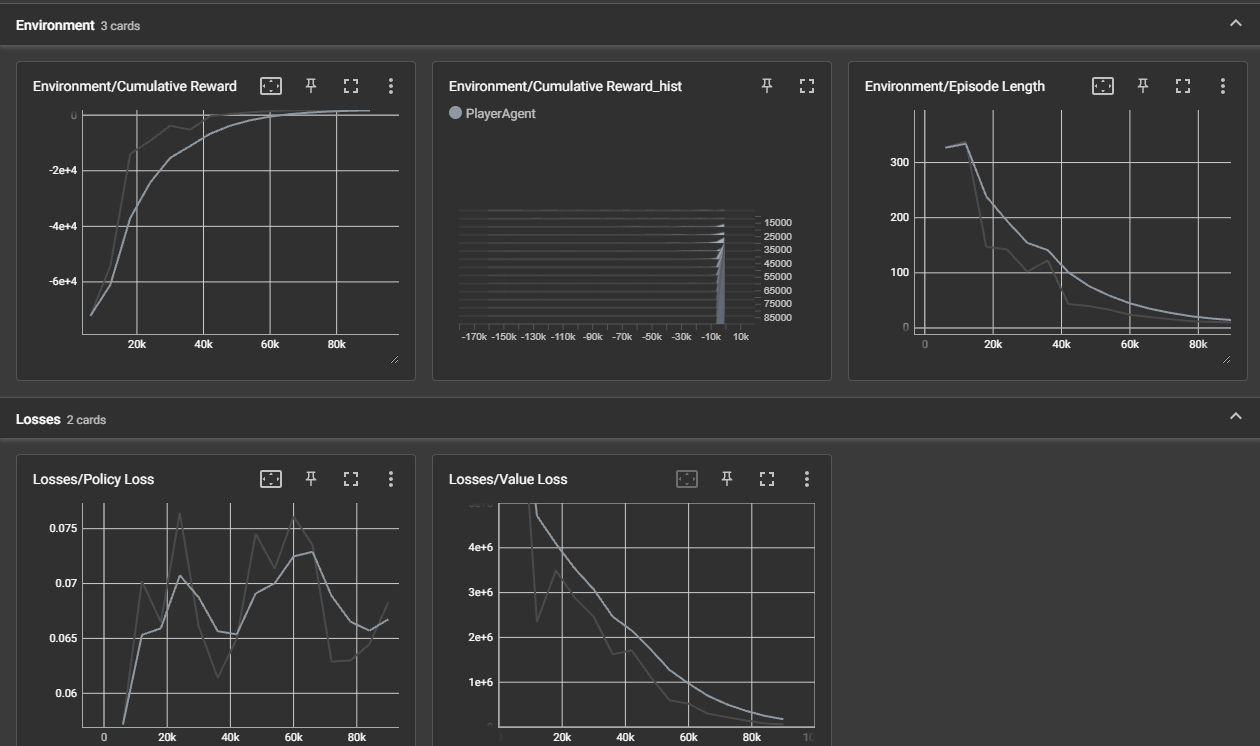 Environment 3 cards
Environment/Cumulative Reward
0
-2e+4
-4e+4
-6e+4
20k 40k 60k 80k
Environment/Cumulative Reward_hist
PlayerAgent
15000
25000
35000
45000
55000
65000
75000
85000
-170k -150k -130k -110k -90k -70k -50k -30k -10k 10k
Environment/Episode Length
300
200
100
0
0 20k 40k 60k 80k
Losses 2 cards
Losses/Policy Loss
0.075
0.07
0.065
0.06
0 20k 40k 60k 80k
Losses/Value Loss
4e+6
3e+6
2e+6
1e+6
20k 40k 60k 80k